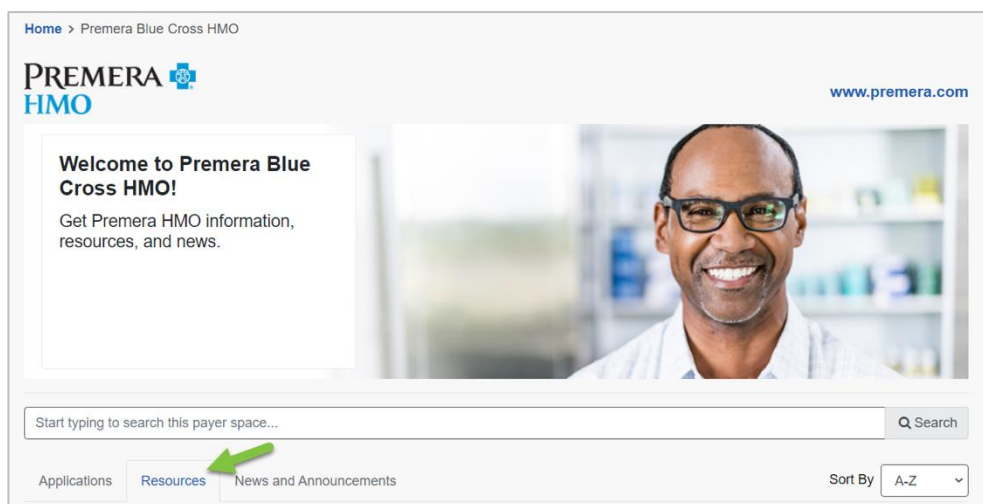 Home > Premera Blue Cross HMO
PREMERA
HMO
www.premera.com
Welcome to Premera Blue
Cross HMO!
Get Premera HMO information,
resources, and news.
Start typing to search this payer space...
Search
Applications Resources News and Announcements Sort By A-Z